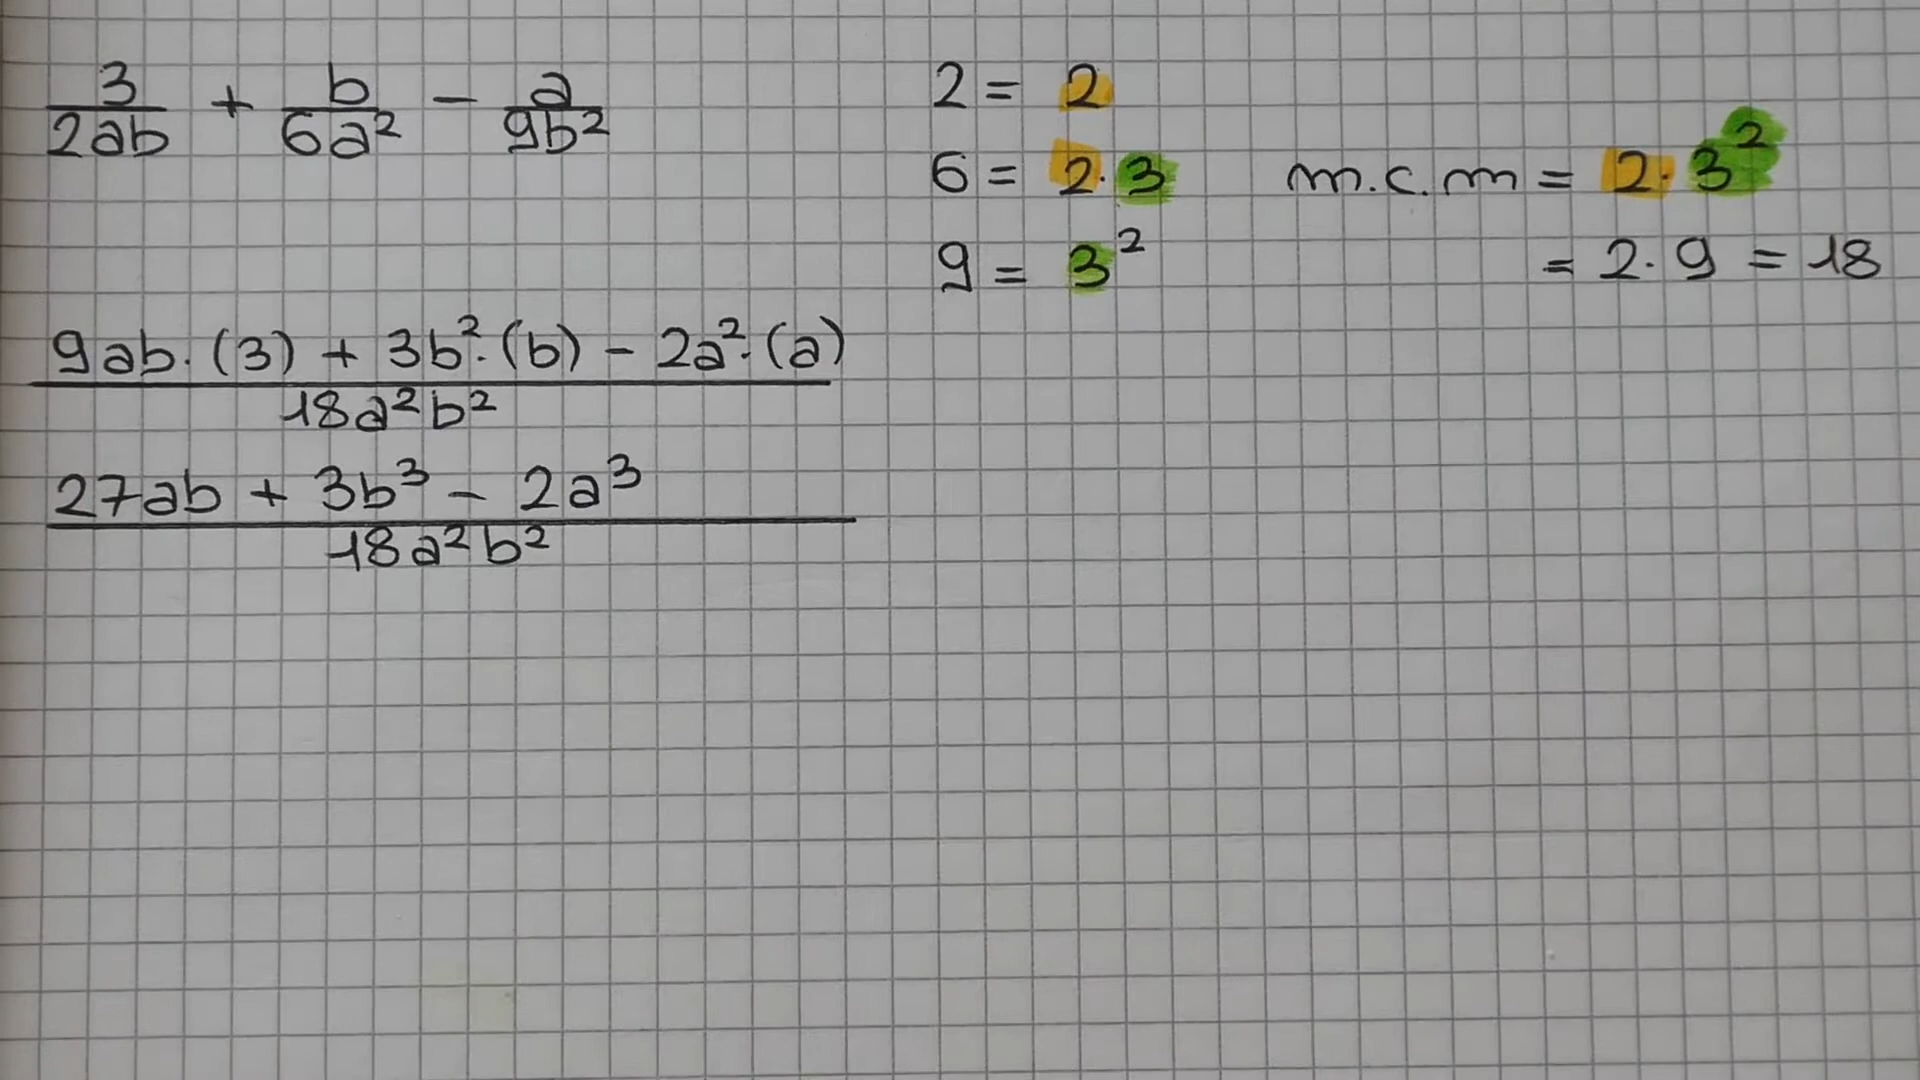 3/2ab + b/6a² - a/9b²
2 = 2
6 = 2·3
m.c.m = 2·3²
9 = 3²
= 2·9 = 18
9ab·(3) + 3b²·(b) - 2a²·(a)
18a²b²
27ab + 3b³ - 2a³
18a²b²